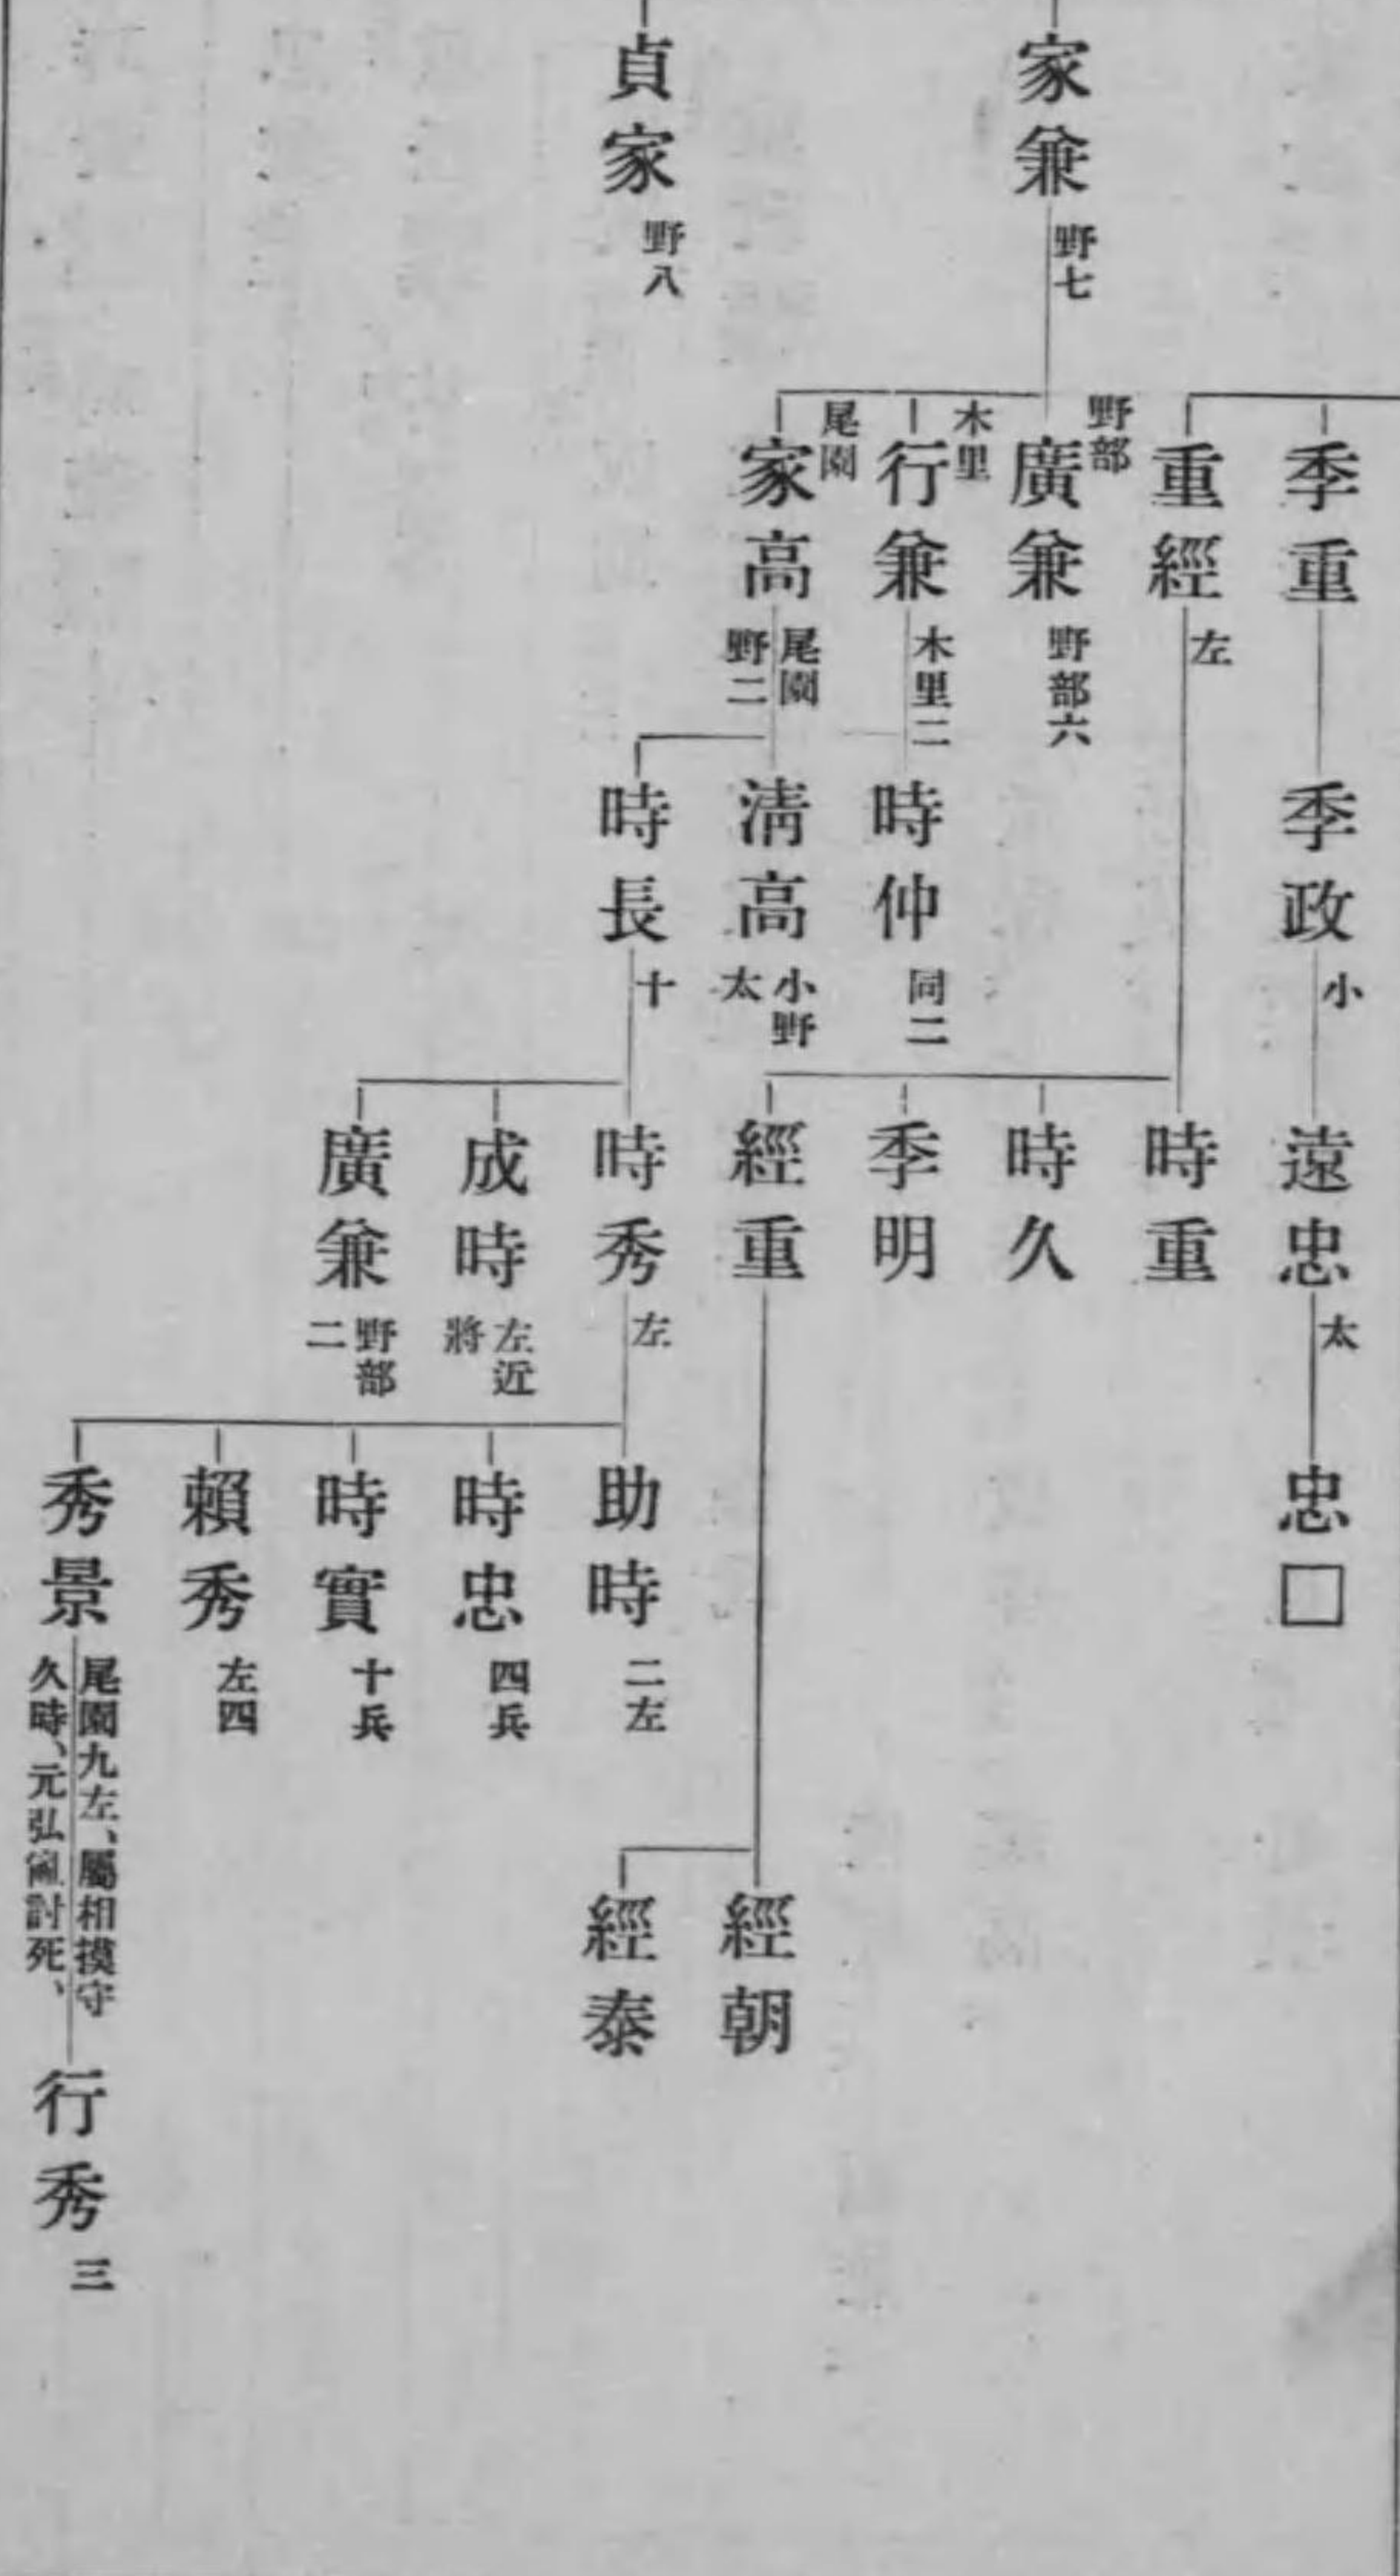 家兼 野七
貞家 野八
季重
重經 左
野部
廣兼 野部六
木里
行兼 木里二
尾園
家高 尾園
野二
季政 小
時仲 同二
淸高 小野
太
時長 十
遠忠 太
時重
時久
季明
經重
時秀 左
成時 左近
將
廣兼 野部
二
忠□
助時 二左
時忠 四兵
時實 十兵
賴秀 左四
秀景 尾園九左、屬相摸守
久時、元弘 討死、
經朝
經泰
行秀 三